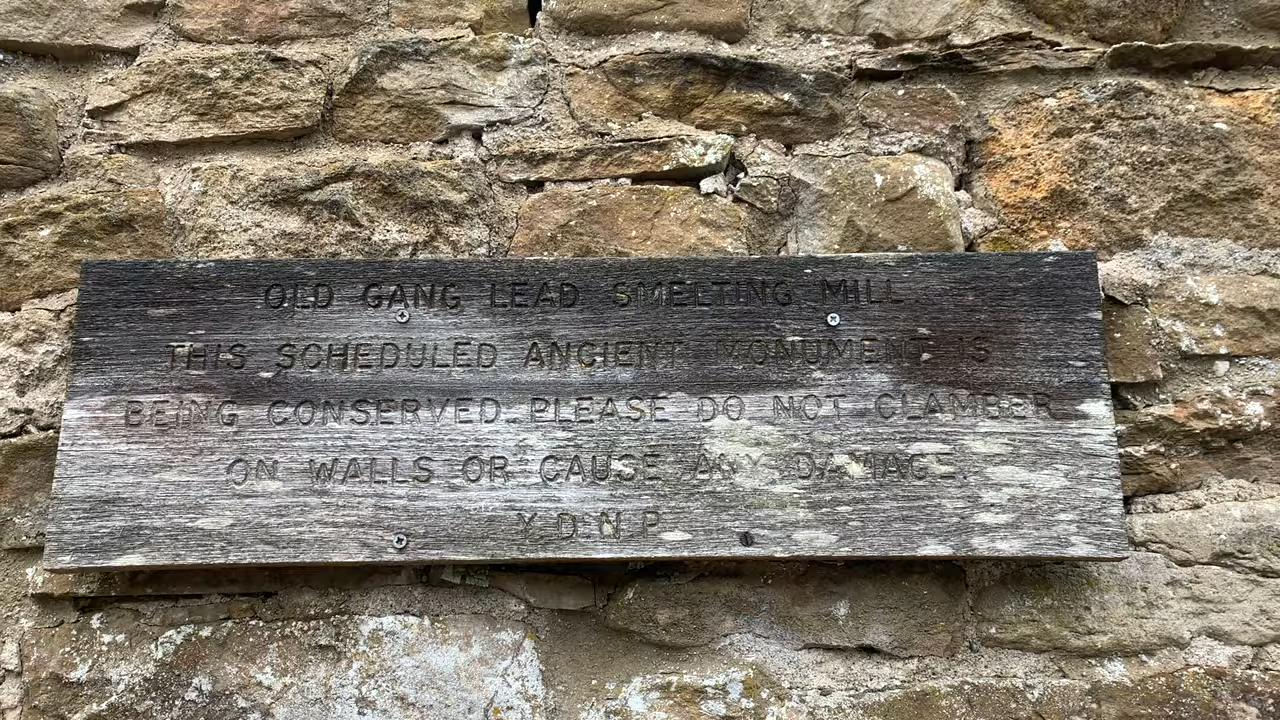 OLD GANG LEAD SMELTING MILL.
THIS SCHEDULED ANCIENT MONUMENT IS
BEING CONSERVED PLEASE DO NOT CLAMBER
ON WALLS OR CAUSE ANY DAMAGE.
Y.D.N.P.